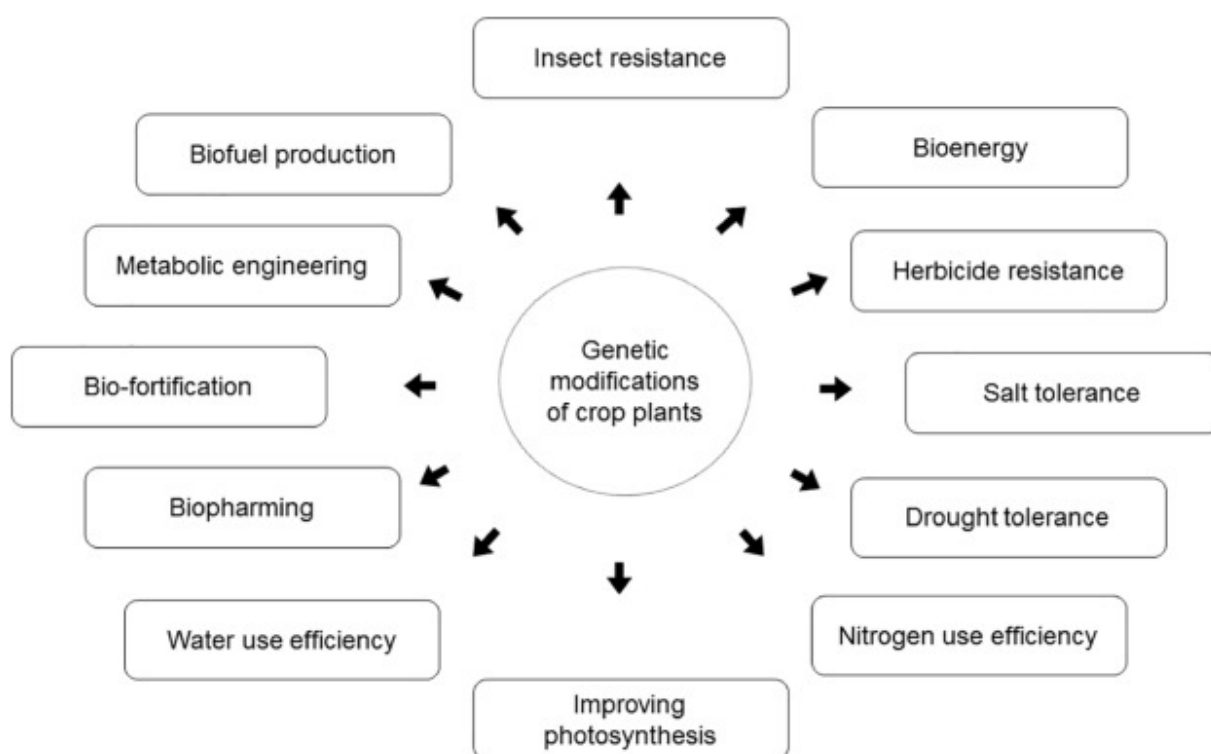 Insect resistance
Biofuel production
Bioenergy
Metabolic engineering
Herbicide resistance
Genetic
modifications
of crop plants
Bio-fortification
Salt tolerance
Biopharming
Drought tolerance
Water use efficiency
Nitrogen use efficiency
Improving
photosynthesis